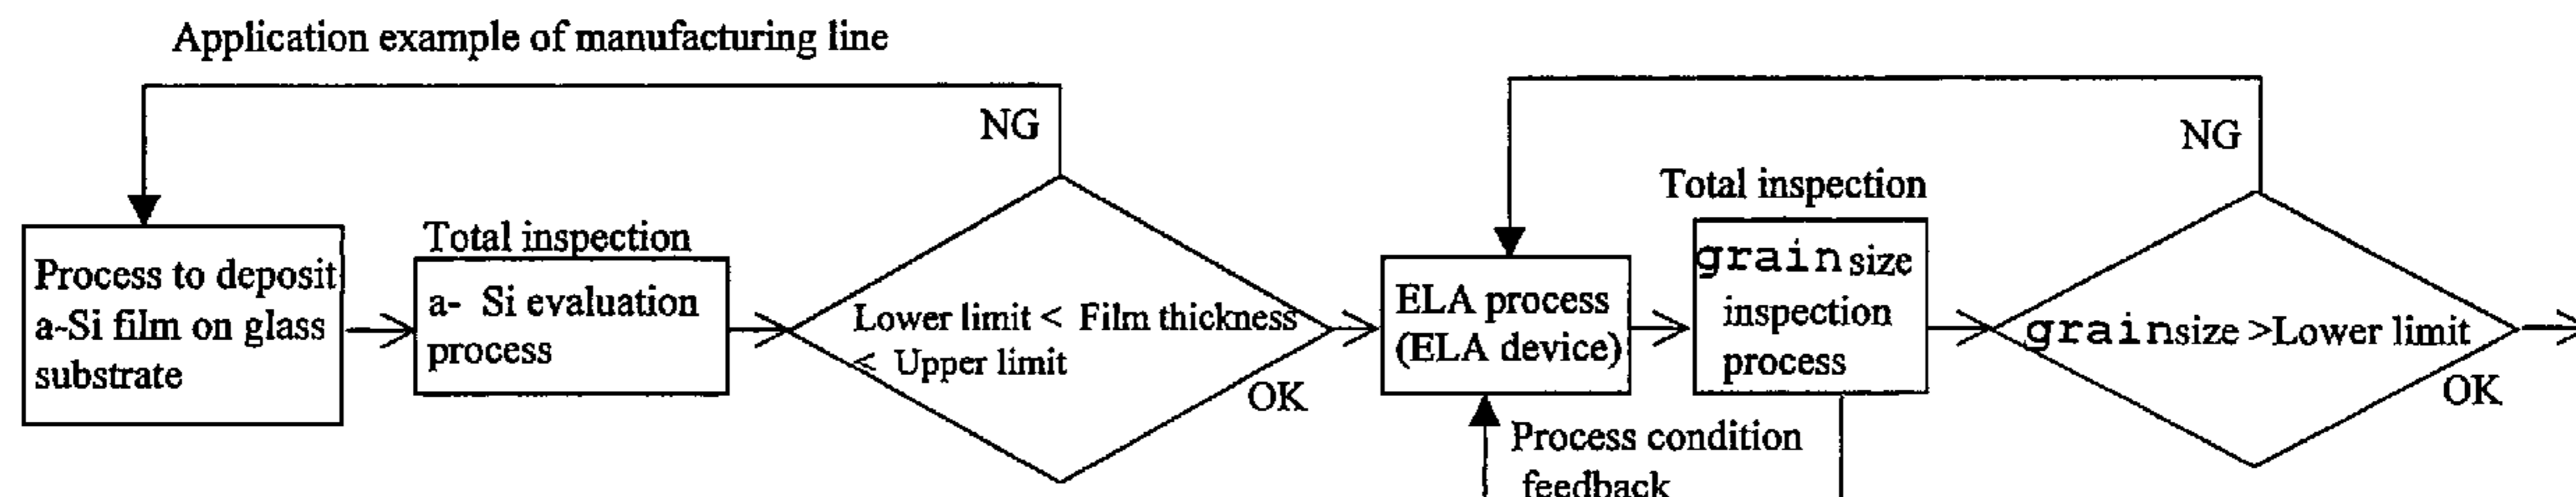 Application example of manufacturing line
NG
Process to deposit
a-Si film on glass
substrate
Total inspection
a- Si evaluation
process
Lower limit < Film thickness
< Upper limit
OK
NG
ELA process
(ELA device)
Total inspection
grain size
inspection
process
grainsize >Lower limit
OK
Process condition
feedback